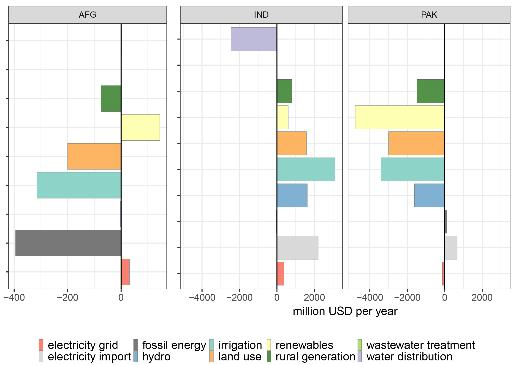 AFG IND PAK
−400 −200 0 −4000 −2000 0 2000 −4000 −2000 0 2000
million USD per year
electricity grid fossil energy irrigation renewables wastewater treatment
electricity import hydro land use rural generation water distribution